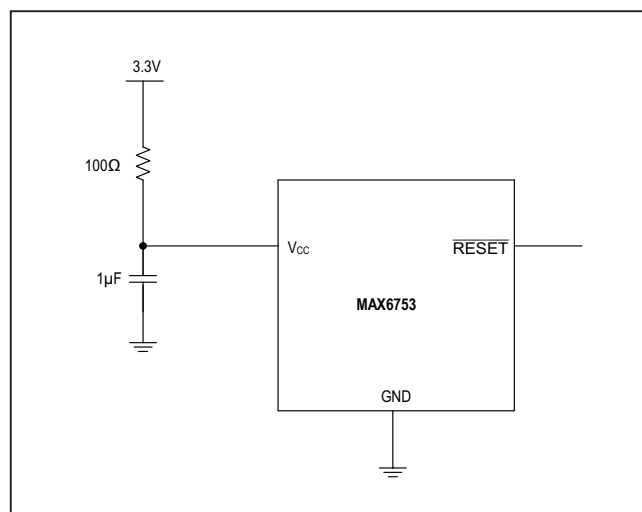 3.3V
100Ω
VCC
RESET
1µF
MAX6753
GND